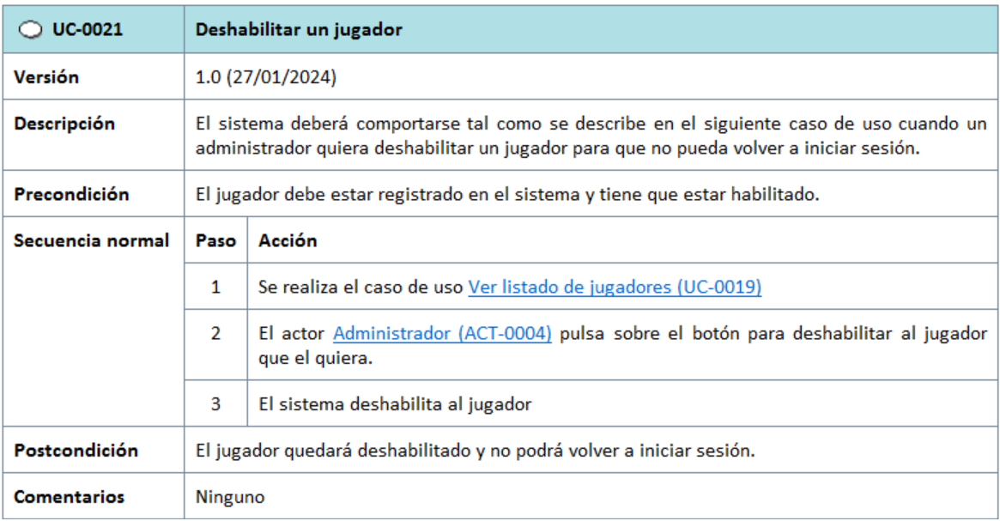 UC-0021 Deshabilitar un jugador
Versión 1.0 (27/01/2024)
Descripción El sistema deberá comportarse tal como se describe en el siguiente caso de uso cuando un
administrador quiera deshabilitar un jugador para que no pueda volver a iniciar sesión.
Precondición El jugador debe estar registrado en el sistema y tiene que estar habilitado.
Secuencia normal Paso Acción
1 Se realiza el caso de uso Ver listado de jugadores (UC-0019)
2 El actor Administrador (ACT-0004) pulsa sobre el botón para deshabilitar al jugador
que el quiera.
3 El sistema deshabilita al jugador
Postcondición El jugador quedará deshabilitado y no podrá volver a iniciar sesión.
Comentarios Ninguno